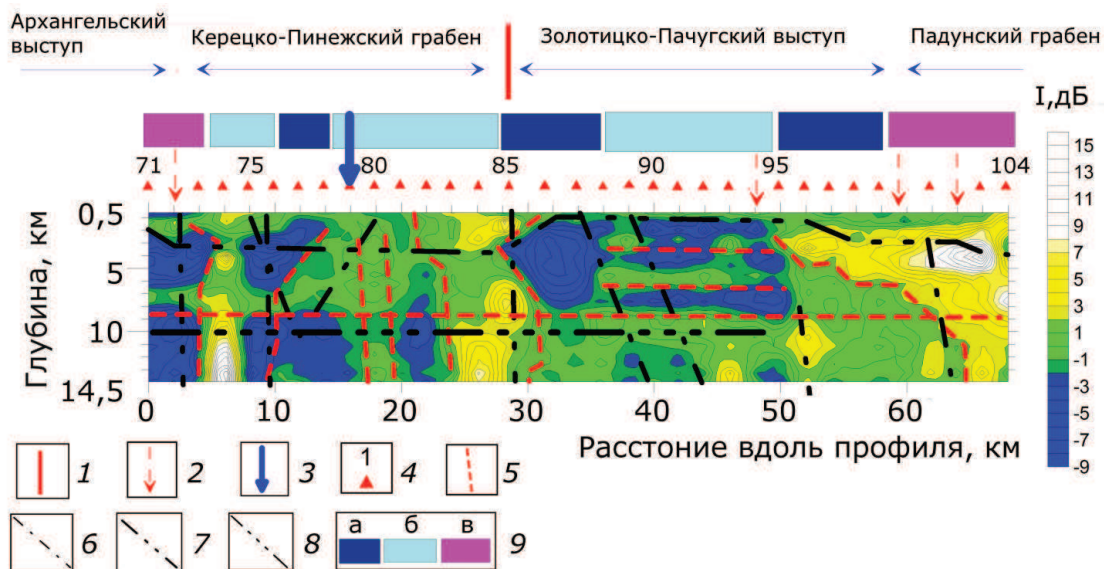 Архангельский
выступ
Керецко-Пинежский грабен
Золотицко-Пачугский выступ
Падунский грабен
I,дБ
71 75 80 85 90 95 104
15
11
9
8
7
5
3
1
-1
-3
-5
-7
-9
Глубина, км
0,5
5
10
14,5
0 10 20 30 40 50 60
Расстоние вдоль профиля, км
1 2 3 1 4 5
а б в
6 7 8 9